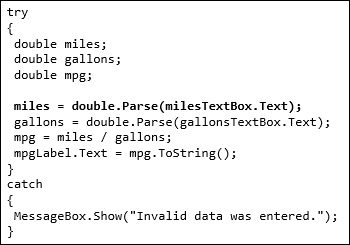 try
{
double miles;
double gallons;
double mpg;
miles = double.Parse(milesTextBox.Text);
gallons = double.Parse(gallonsTextBox.Text);
mpg = miles / gallons;
mpgLabel.Text = mpg.ToString();
}
catch
{
MessageBox.Show("Invalid data was entered.");
}